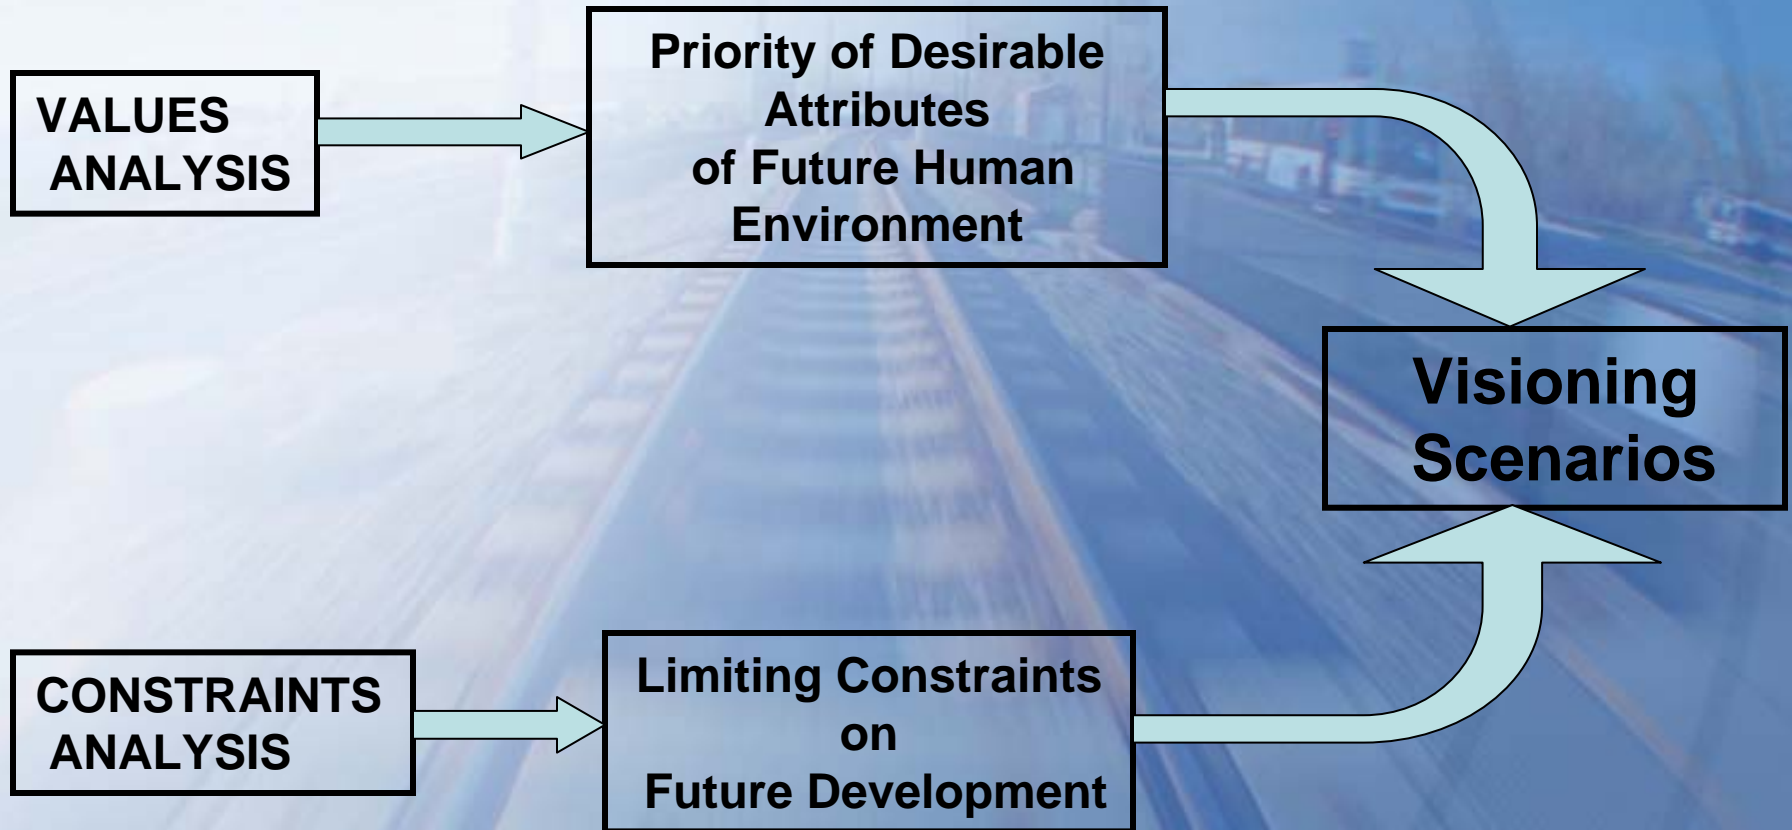 VALUES
ANALYSIS
Priority of Desirable
Attributes
of Future Human
Environment
Visioning
Scenarios
CONSTRAINTS
ANALYSIS
Limiting Constraints
on
Future Development